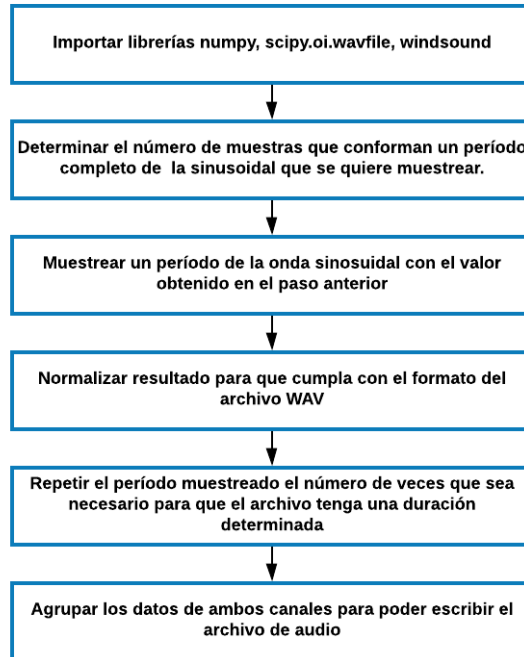 Importar librerías numpy, scipy.oi.wavfile, windsound
Determinar el número de muestras que conforman un período
completo de la sinusoidal que se quiere muestrear.
Muestrear un período de la onda sinosuidal con el valor
obtenido en el paso anterior
Normalizar resultado para que cumpla con el formato del
archivo WAV
Repetir el período muestreado el número de veces que sea
necesario para que el archivo tenga una duración
determinada
Agrupar los datos de ambos canales para poder escribir el
archivo de audio